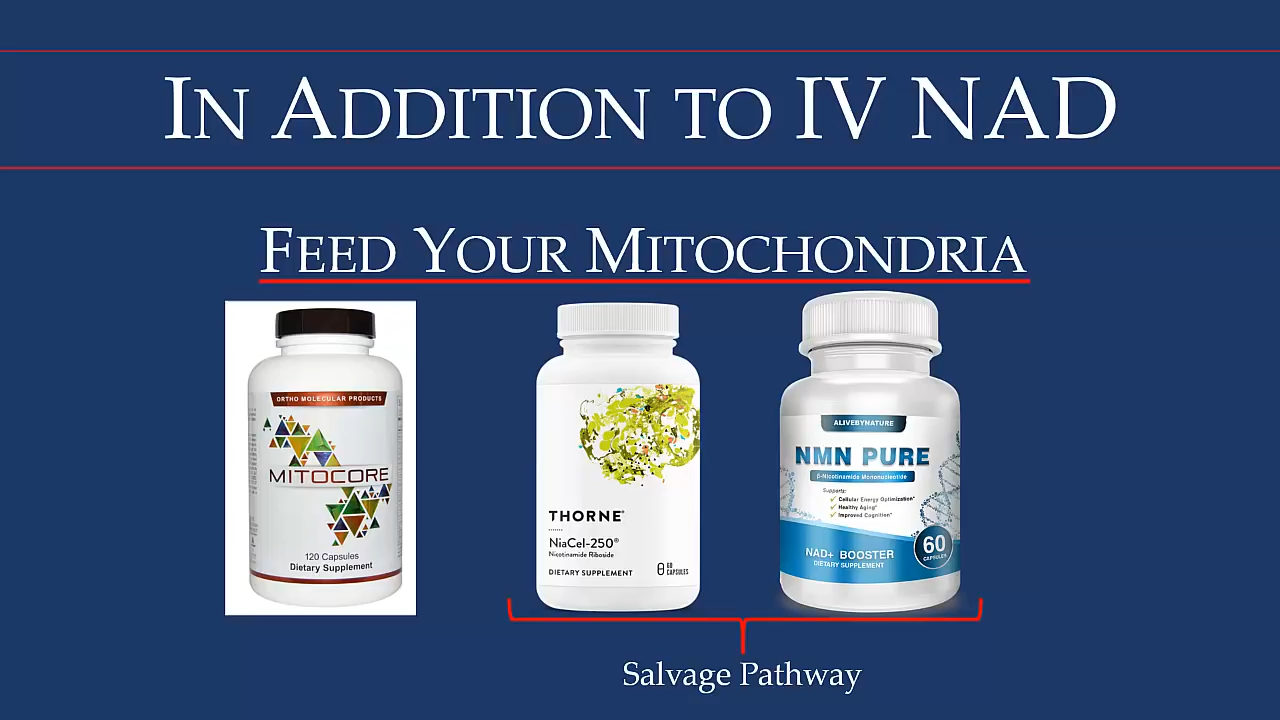 IN ADDITION TO IV NAD
FEED YOUR MITOCHONDRIA
ORTHO MOLECULAR PRODUCTS
MITOCORE
120 Capsules
Dietary Supplement
THORNE®
NiaCel-250®
Nicotinamide Riboside
DIETARY SUPPLEMENT
60 CAPSULES
ALIVEBYNATURE
NMN PURE
β-Nicotinamide Mononucleotide
Supports:
✓ Cellular Energy Optimization*
✓ Healthy Aging*
✓ Improved Cognition*
NAD+ BOOSTER
DIETARY SUPPLEMENT
60
CAPSULES
Salvage Pathway